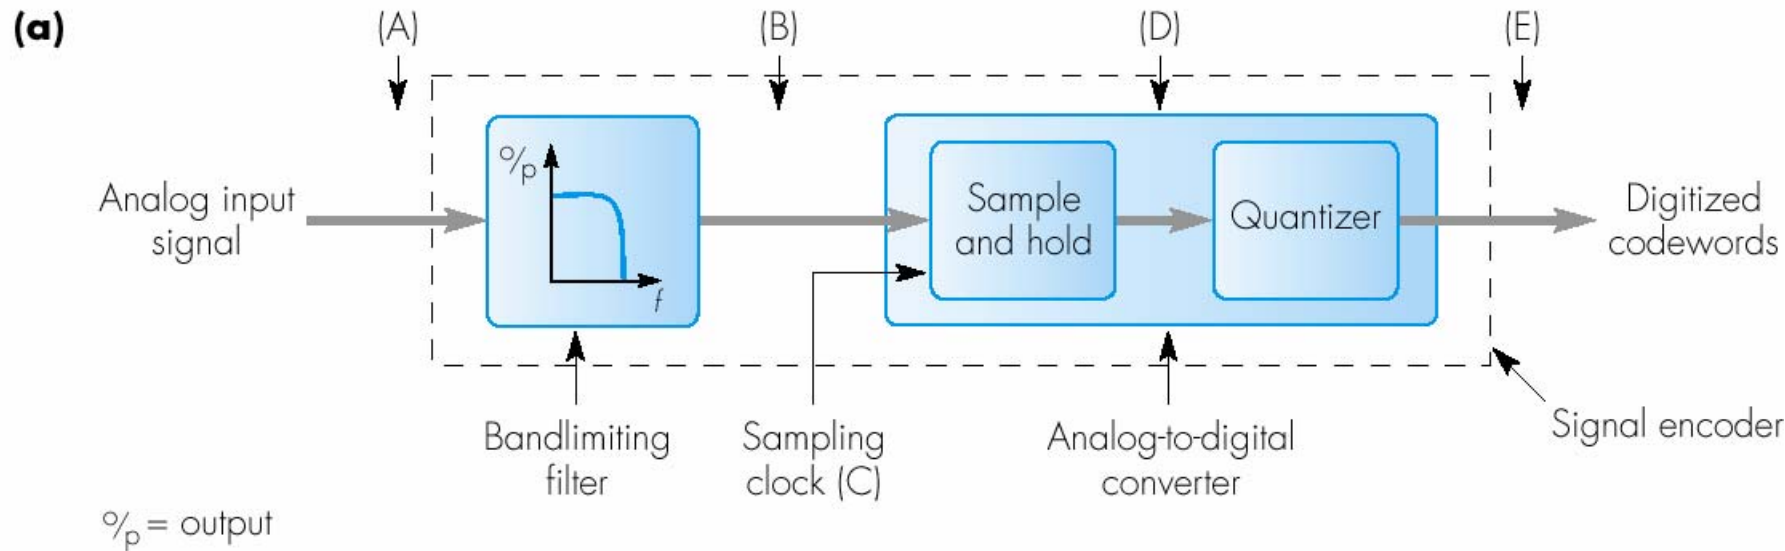 (a)
(A)
(B)
(D)
(E)
Analog input
signal
o/p
f
Sample
and hold
Quantizer
Digitized
codewords
Bandlimiting
filter
Sampling
clock (C)
Analog-to-digital
converter
Signal encoder
o/p = output